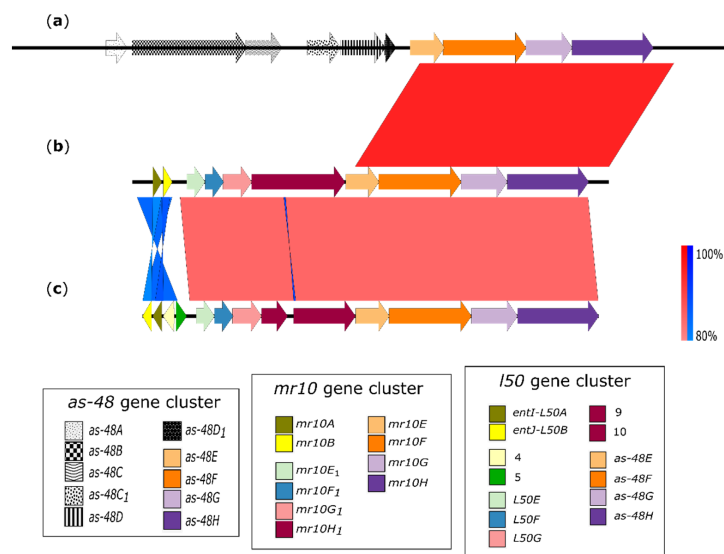 (a)
(b)
(c)
100%
80%
as-48 gene cluster
as-48A
as-48B
as-48C
as-48C1
as-48D
as-48D1
as-48E
as-48F
as-48G
as-48H
mr10 gene cluster
mr10A
mr10B
mr10E1
mr10F1
mr10G1
mr10H1
mr10E
mr10F
mr10G
mr10H
l50 gene cluster
entI-L50A
entJ-L50B
4
5
L50E
L50F
L50G
9
10
as-48E
as-48F
as-48G
as-48H